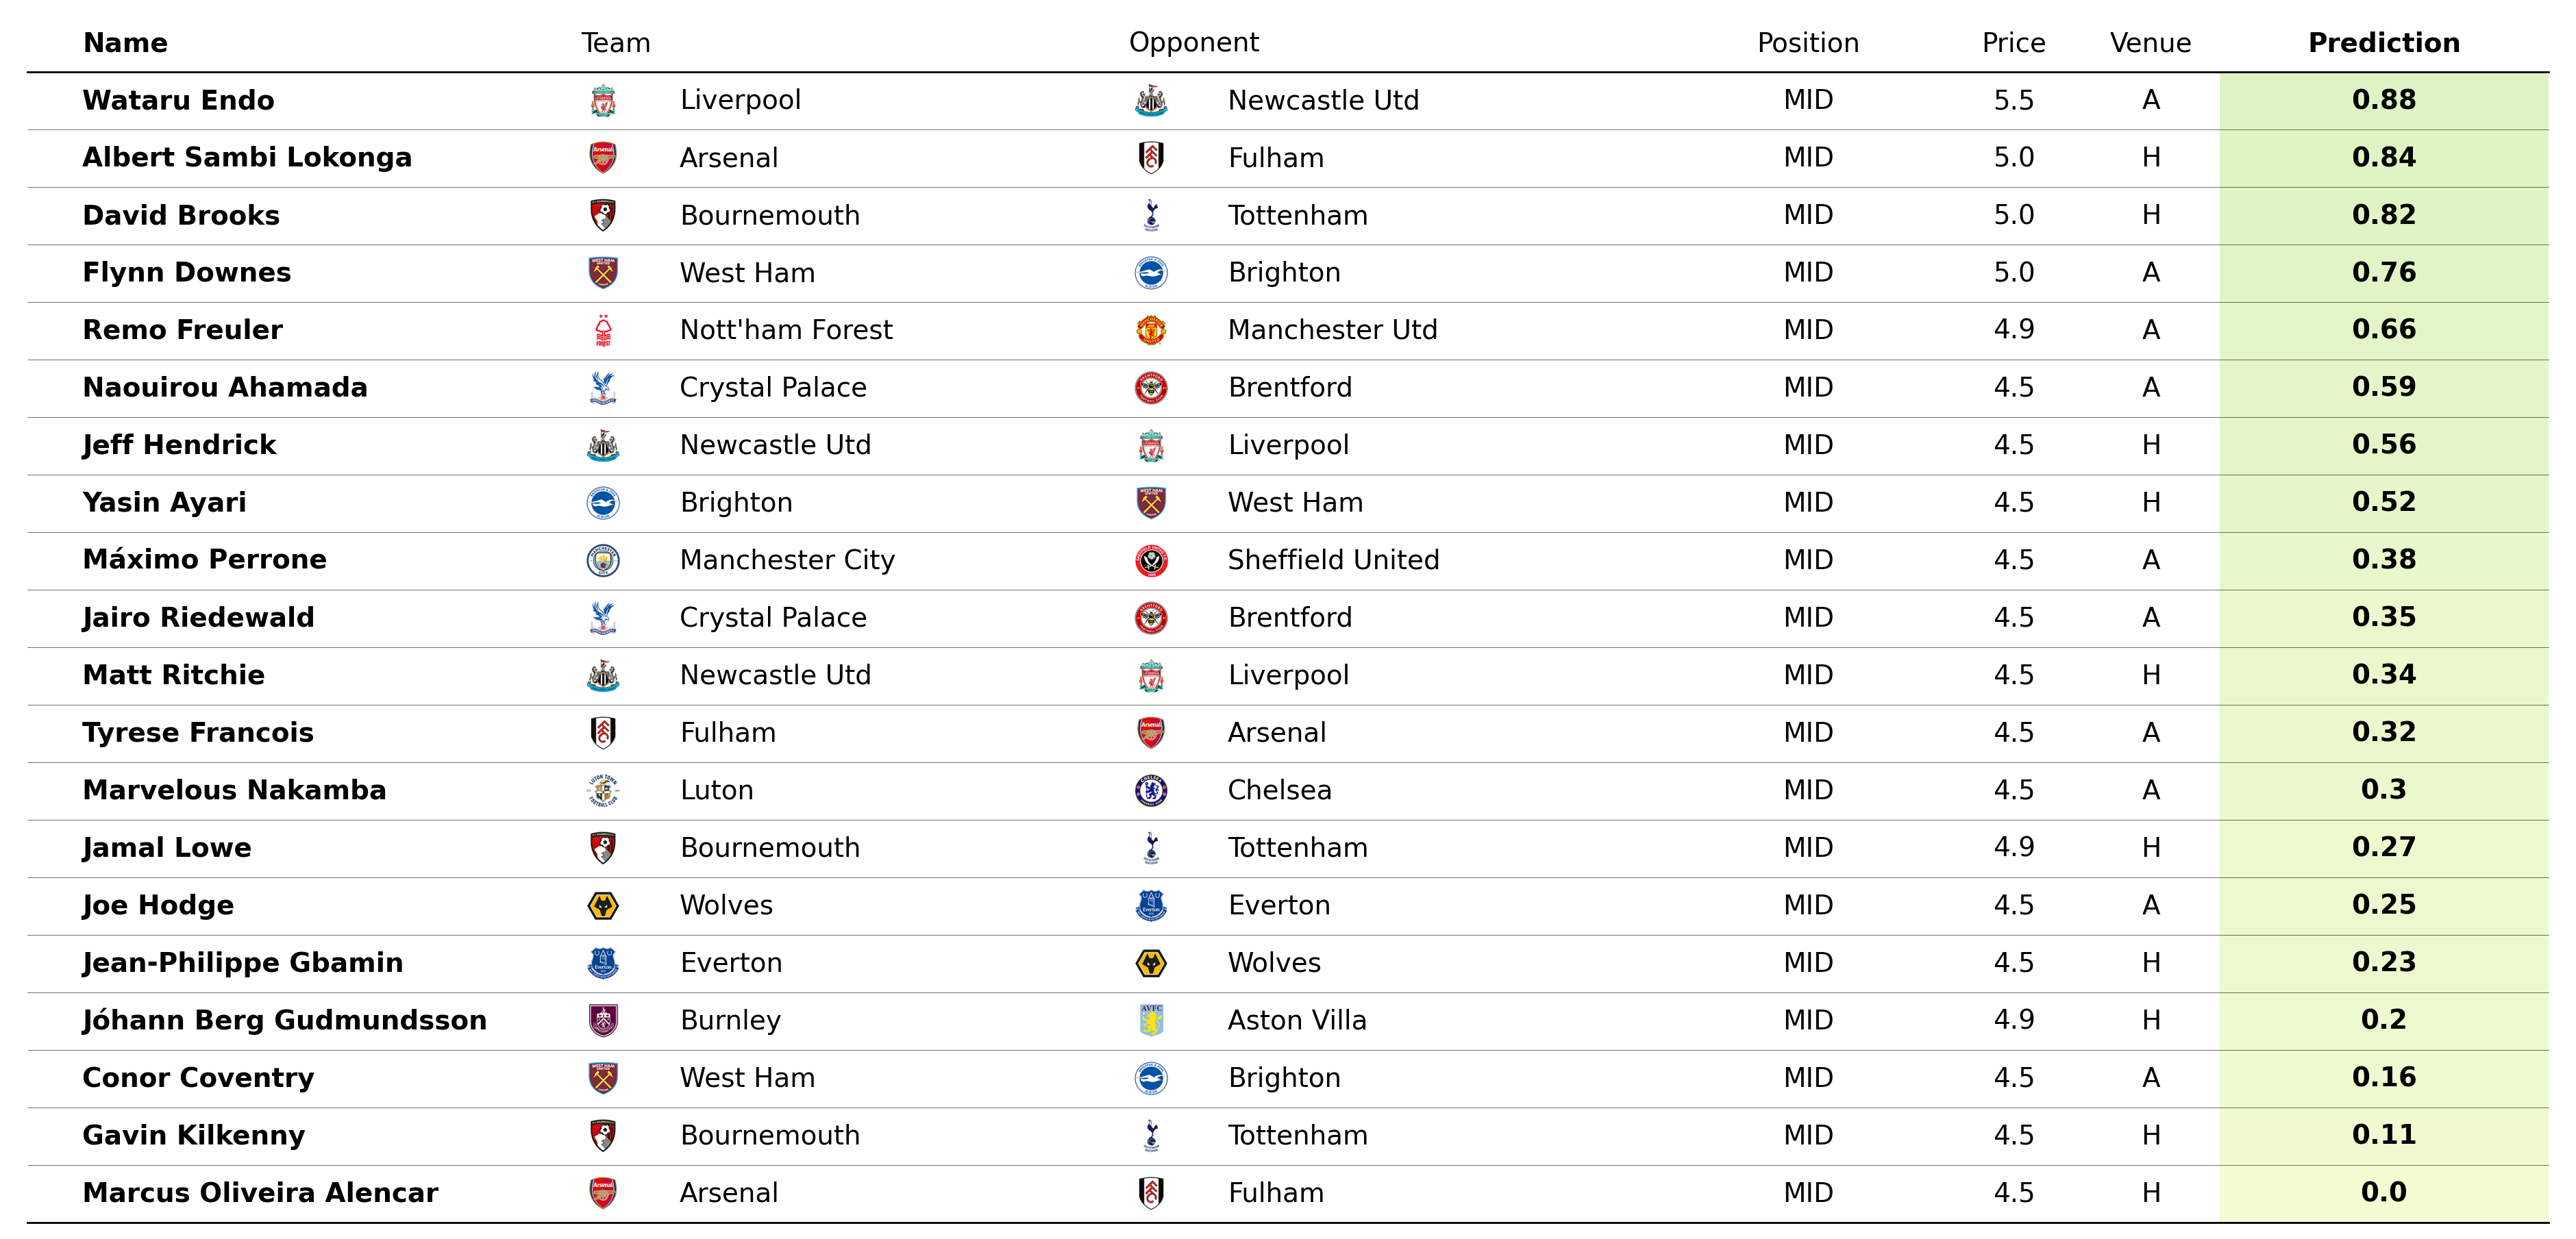 Name Team Opponent Position Price Venue Prediction
Wataru Endo Liverpool Newcastle Utd MID 5.5 A 0.88
Albert Sambi Lokonga Arsenal Fulham MID 5.0 H 0.84
David Brooks Bournemouth Tottenham MID 5.0 H 0.82
Flynn Downes West Ham Brighton MID 5.0 A 0.76
Remo Freuler Nott'ham Forest Manchester Utd MID 4.9 A 0.66
Naouirou Ahamada Crystal Palace Brentford MID 4.5 A 0.59
Jeff Hendrick Newcastle Utd Liverpool MID 4.5 H 0.56
Yasin Ayari Brighton West Ham MID 4.5 H 0.52
Máximo Perrone Manchester City Sheffield United MID 4.5 A 0.38
Jairo Riedewald Crystal Palace Brentford MID 4.5 A 0.35
Matt Ritchie Newcastle Utd Liverpool MID 4.5 H 0.34
Tyrese Francois Fulham Arsenal MID 4.5 A 0.32
Marvelous Nakamba Luton Chelsea MID 4.5 A 0.3
Jamal Lowe Bournemouth Tottenham MID 4.9 H 0.27
Joe Hodge Wolves Everton MID 4.5 A 0.25
Jean-Philippe Gbamin Everton Wolves MID 4.5 H 0.23
Jóhann Berg Gudmundsson Burnley Aston Villa MID 4.9 H 0.2
Conor Coventry West Ham Brighton MID 4.5 A 0.16
Gavin Kilkenny Bournemouth Tottenham MID 4.5 H 0.11
Marcus Oliveira Alencar Arsenal Fulham MID 4.5 H 0.0